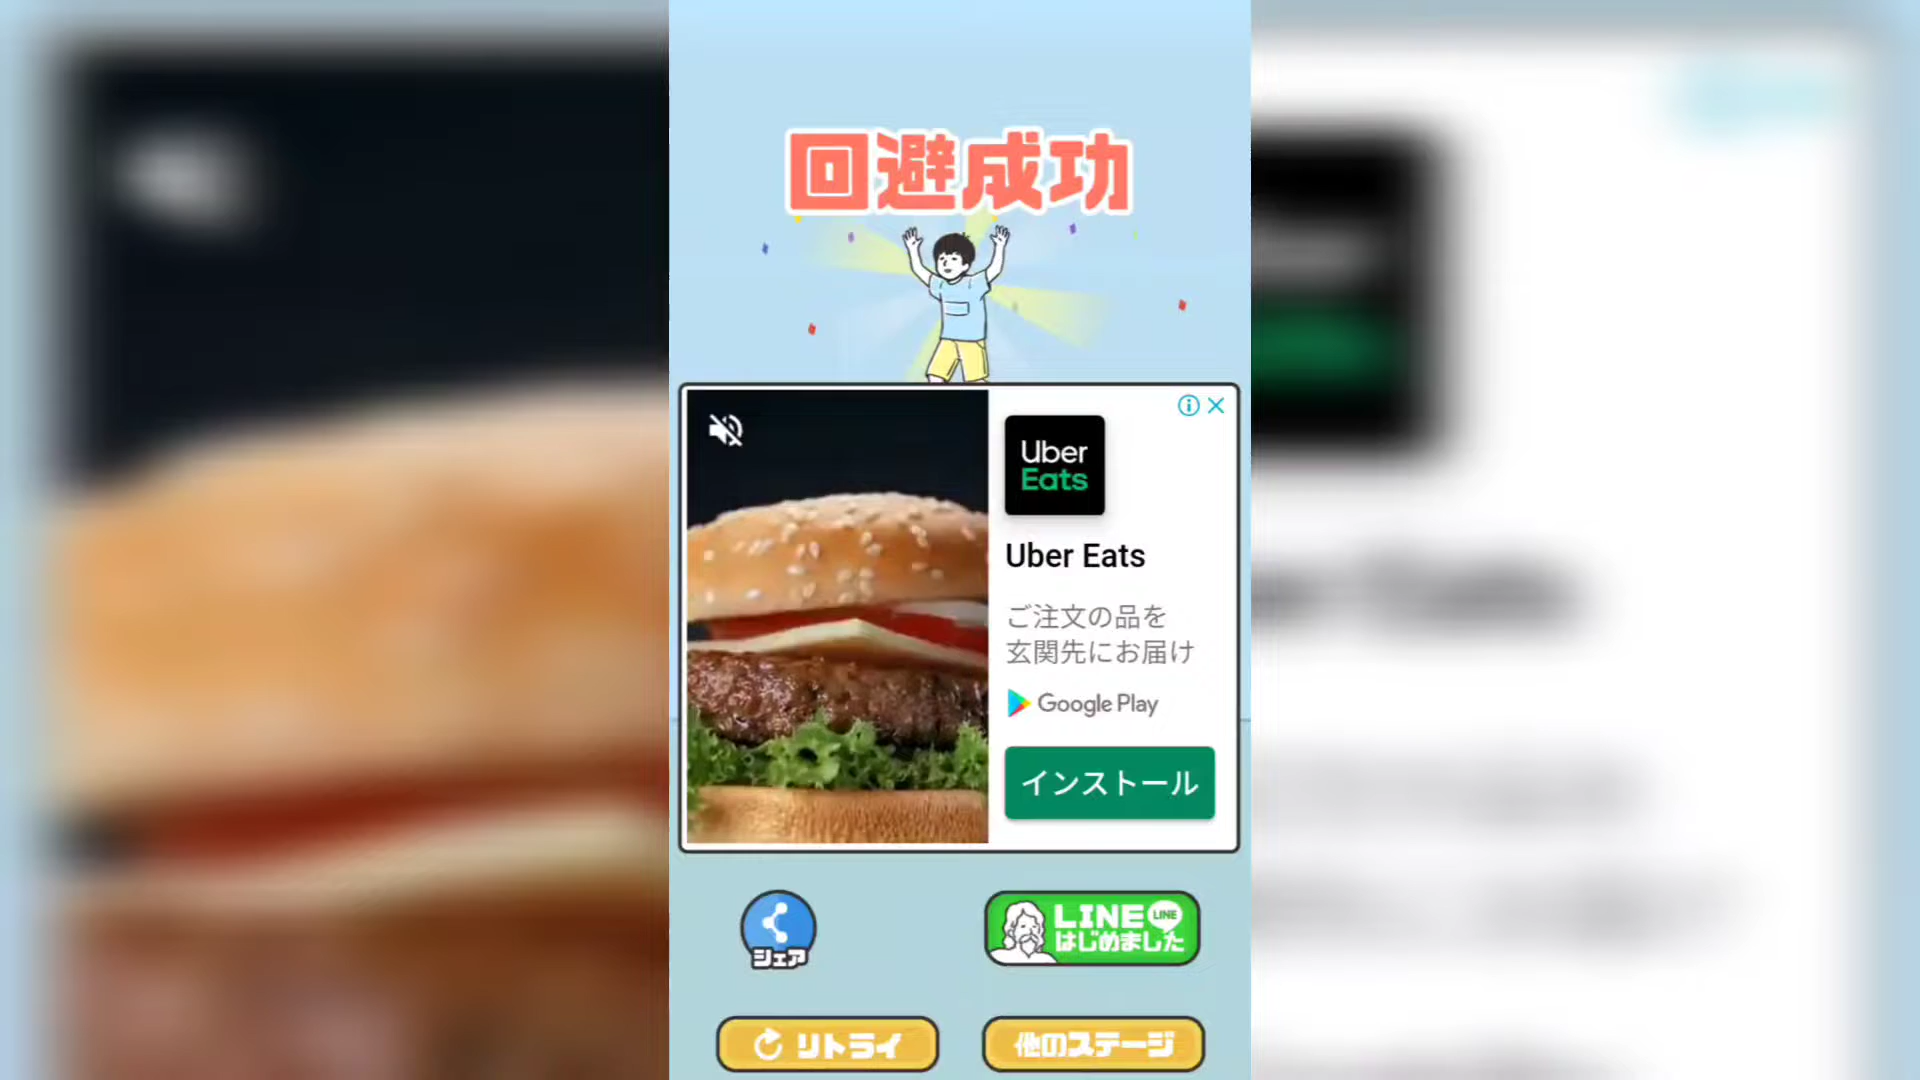 回避成功
Uber
Eats
Uber Eats
ご注文の品を
玄関先にお届け
Google Play
インストール
シェア
LINE LINE
はじめました
リトライ
他のステージ